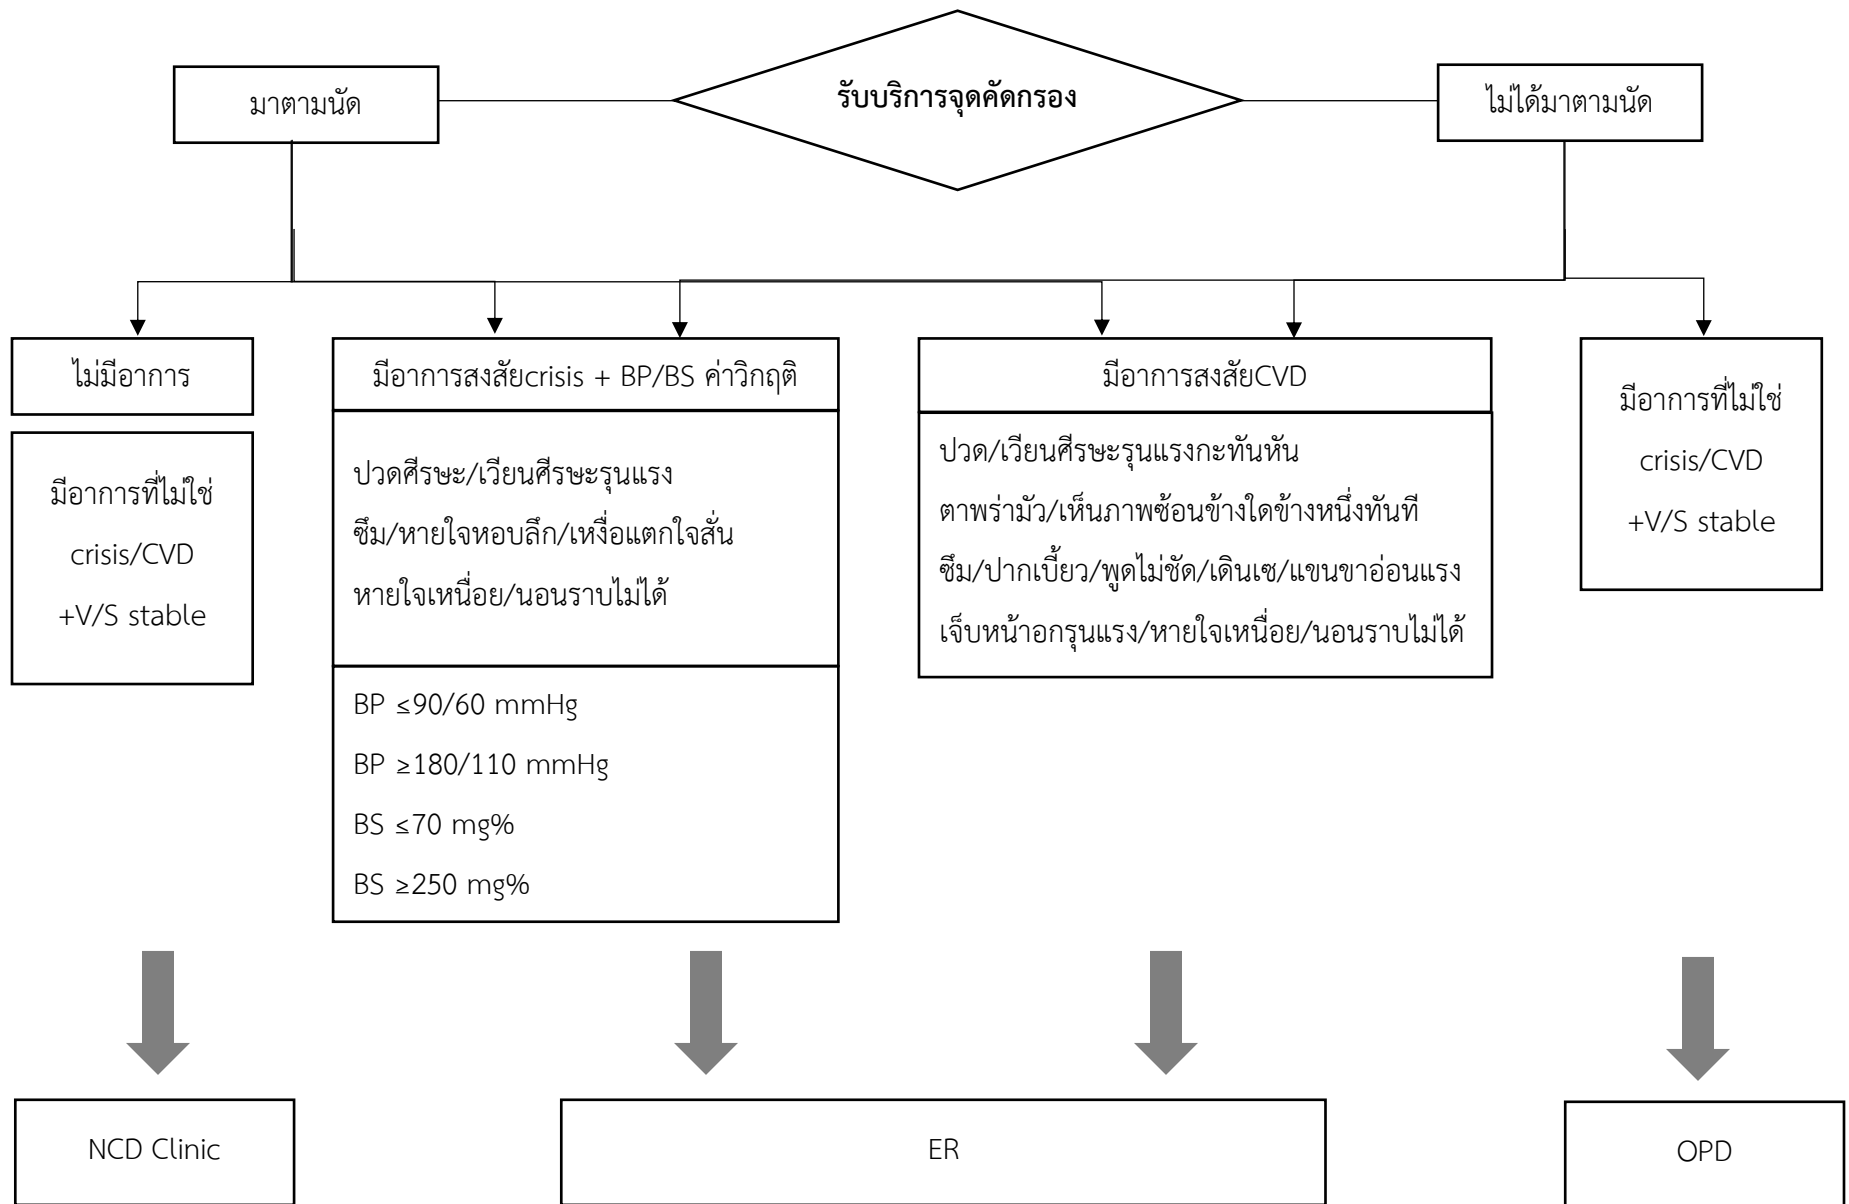 รับบริการจุดคัดกรอง
มาตามนัด
ไม่ได้มาตามนัด
ไม่มีอาการ
มีอาการที่ไม่ใช่
crisis/CVD
+V/S stable
มีอาการสงสัยcrisis + BP/BS ค่าวิกฤติ
ปวดศีรษะ/เวียนศีรษะรุนแรง
ซึม/หายใจหอบลึก/เหงื่อแตกใจสั่น
หายใจเหนื่อย/นอนราบไม่ได้
BP ≤90/60 mmHg
BP ≥180/110 mmHg
BS ≤70 mg%
BS ≥250 mg%
มีอาการสงสัยCVD
ปวด/เวียนศีรษะรุนแรงกะทันหัน
ตาพร่ามัว/เห็นภาพซ้อนข้างใดข้างหนึ่งทันที
ซึม/ปากเบี้ยว/พูดไม่ชัด/เดินเซ/แขนขาอ่อนแรง
เจ็บหน้าอกรุนแรง/หายใจเหนื่อย/นอนราบไม่ได้
มีอาการที่ไม่ใช่
crisis/CVD
+V/S stable
NCD Clinic
ER
OPD